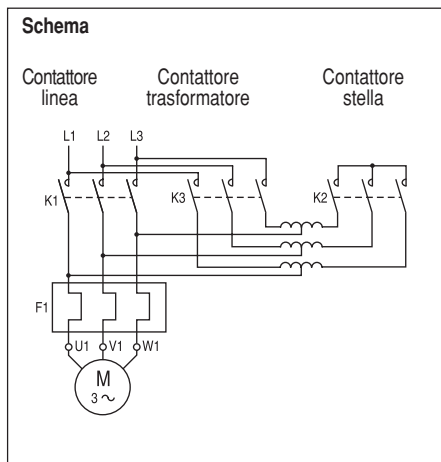 Schema
Contattore
linea
Contattore
trasformatore
Contattore
stella
L1 L2 L3
K1 K3 K2
F1
U1 V1 W1
M
3 ~